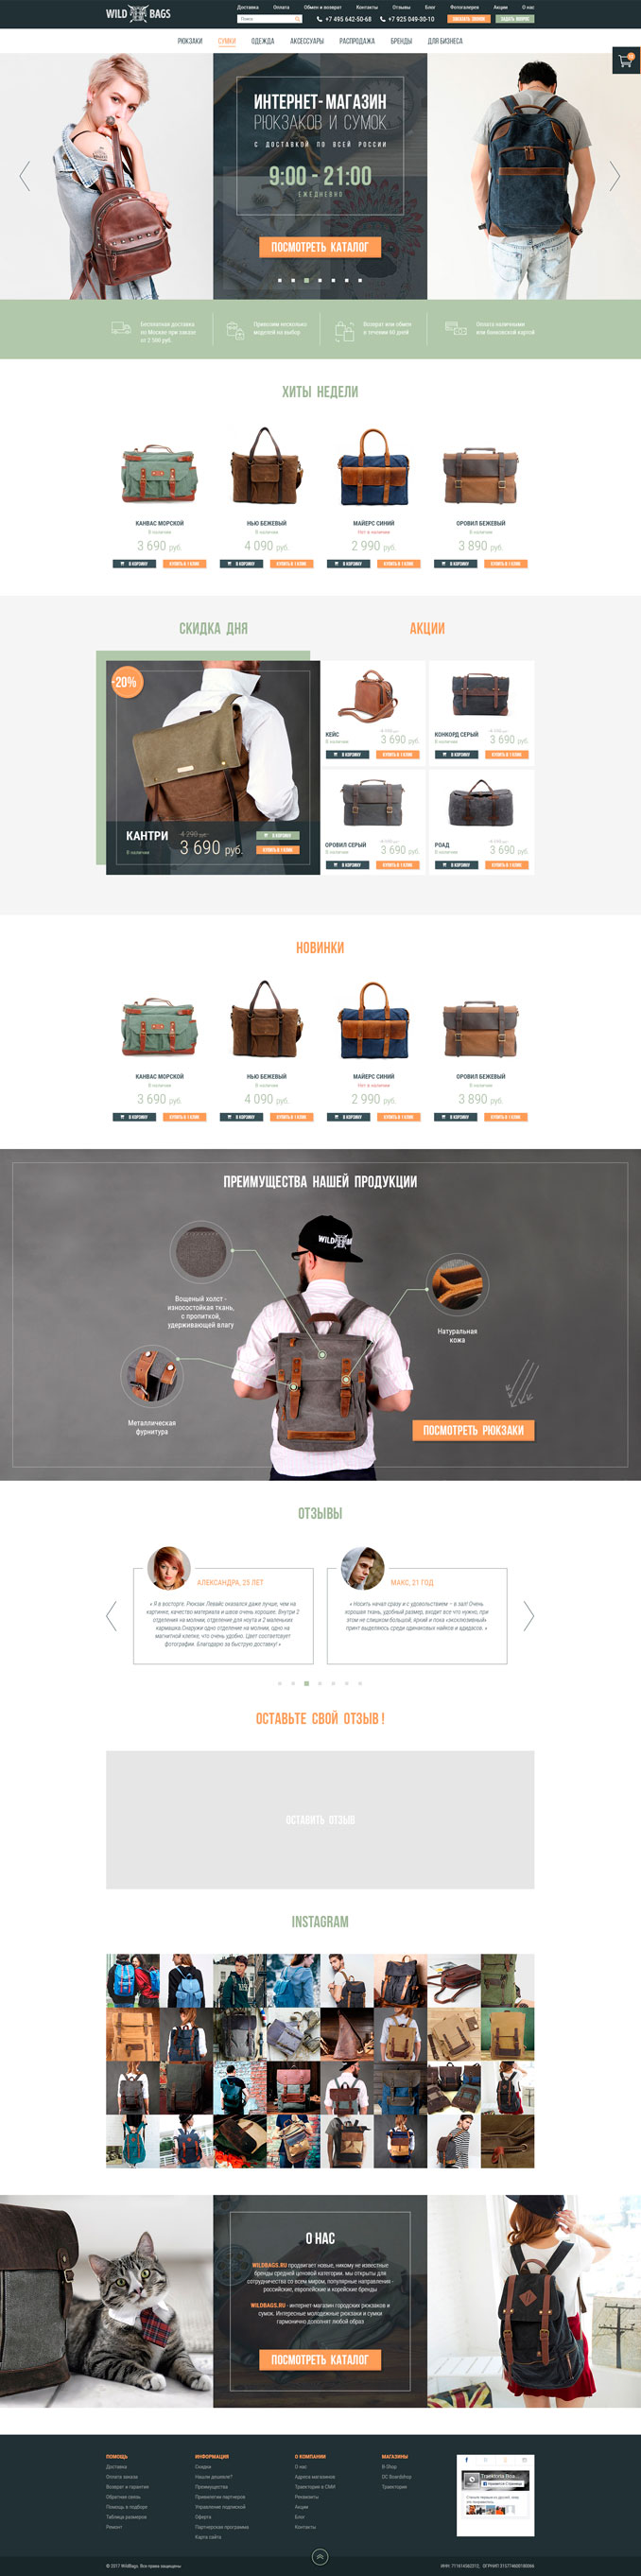 WILD BAGS
Доставка Оплата Обмен и возврат Контакты Отзывы Блог Фотогалерея Акции О нас
Поиск +7 495 642-50-68 +7 925 049-30-10 ЗАКАЗАТЬ ЗВОНОК ЗАДАТЬ ВОПРОС
РЮКЗАКИ СУМКИ ОДЕЖДА АКСЕССУАРЫ РАСПРОДАЖА БРЕНДЫ ДЛЯ БИЗНЕСА
ИНТЕРНЕТ-МАГАЗИН
РЮКЗАКОВ И СУМОК
С ДОСТАВКОЙ ПО ВСЕЙ РОССИИ
9:00 - 21:00
ЕЖЕДНЕВНО
ПОСМОТРЕТЬ КАТАЛОГ
Бесплатная доставка
по Москве при заказе
от 2 500 руб.
Привозим несколько
моделей на выбор
Возврат или обмен
в течении 60 дней
Оплата наличными
или банковской картой
ХИТЫ НЕДЕЛИ
КАНВАС МОРСКОЙ НЬЮ БЕЖЕВЫЙ МАЙЕРС СИНИЙ ОРОВИЛ БЕЖЕВЫЙ
В наличии В наличии Нет в наличии В наличии
3 690 руб. 4 090 руб. 2 990 руб. 3 890 руб.
В КОРЗИНУ КУПИТЬ В 1 КЛИК В КОРЗИНУ КУПИТЬ В 1 КЛИК В КОРЗИНУ КУПИТЬ В 1 КЛИК В КОРЗИНУ КУПИТЬ В 1 КЛИК
СКИДКА ДНЯ
АКЦИИ
-20%
КАНТРИ
В наличии
4 290 руб.
3 690 руб.
В КОРЗИНУ
КУПИТЬ В 1 КЛИК
КЕЙС
В наличии
3 690 руб.
В КОРЗИНУ КУПИТЬ В 1 КЛИК
КОНКОРД СЕРЫЙ
В наличии
3 690 руб.
В КОРЗИНУ КУПИТЬ В 1 КЛИК
ОРОВИЛ СЕРЫЙ
В наличии
3 690 руб.
В КОРЗИНУ КУПИТЬ В 1 КЛИК
РОАД
В наличии
3 690 руб.
В КОРЗИНУ КУПИТЬ В 1 КЛИК
НОВИНКИ
КАНВАС МОРСКОЙ НЬЮ БЕЖЕВЫЙ МАЙЕРС СИНИЙ ОРОВИЛ БЕЖЕВЫЙ
В наличии В наличии Нет в наличии В наличии
3 690 руб. 4 090 руб. 2 990 руб. 3 890 руб.
В КОРЗИНУ КУПИТЬ В 1 КЛИК В КОРЗИНУ КУПИТЬ В 1 КЛИК В КОРЗИНУ КУПИТЬ В 1 КЛИК В КОРЗИНУ КУПИТЬ В 1 КЛИК
ПРЕИМУЩЕСТВА НАШЕЙ ПРОДУКЦИИ
WILD
Вощеный холст -
износостойкая ткань,
с пропиткой,
удерживающей влагу
Натуральная
кожа
Металлическая
фурнитура
ПОСМОТРЕТЬ РЮКЗАКИ
ОТЗЫВЫ
АЛЕКСАНДРА, 25 ЛЕТ
« Я в восторге. Рюкзак Левайс оказался даже лучше, чем на
картинке, качество материала и швов очень хорошее. Внутри 2
отделения на молнии, отделение для ноута и 2 маленьких
кармашка.Снаружи одно отделение на молнии, одно на
магнитной клепке, что очень удобно. Цвет соответствует
фотографии. Благодарю за быструю доставку! »
МАКС, 21 ГОД
« Носить начал сразу и с удовольствием – в зал! Очень
хорошая ткань, удобный размер, входит все что нужно, при
этом не слишком большой, яркий и пока «эксклюзивный»
принт выделяюсь среди одинаковых найков и адидасов. »
ОСТАВЬТЕ СВОЙ ОТЗЫВ!
ОСТАВИТЬ ОТЗЫВ
INSTAGRAM
О НАС
WILDBAGS.RU продвигает новые, никому не известные
бренды средней ценовой категории. мы открыты для
сотрудничества со всем миром, популярные направления -
российские, европейские и корейские бренды
WILDBAGS.RU - интернет-магазин городских рюкзаков и
сумок. Интересные молодежные рюкзаки и сумки
гармонично дополнят любой образ
ПОСМОТРЕТЬ КАТАЛОГ
ПОМОЩЬ
Доставка
Оплата заказа
Возврат и гарантия
Обратная связь
Помощь в подборе
Таблица размеров
Ремонт
ИНФОРМАЦИЯ
Скидки
Нашли дешевле?
Преимущества
Привилегии партнеров
Управление подпиской
Оферта
Партнерская программа
Карта сайта
О КОМПАНИИ
О нас
Адреса магазинов
Траектория в СМИ
Реквизиты
Акции
Блог
Контакты
МАГАЗИНЫ
B-Shop
DC Boardshop
Траектория
© 2017 WildBags. Все права защищены